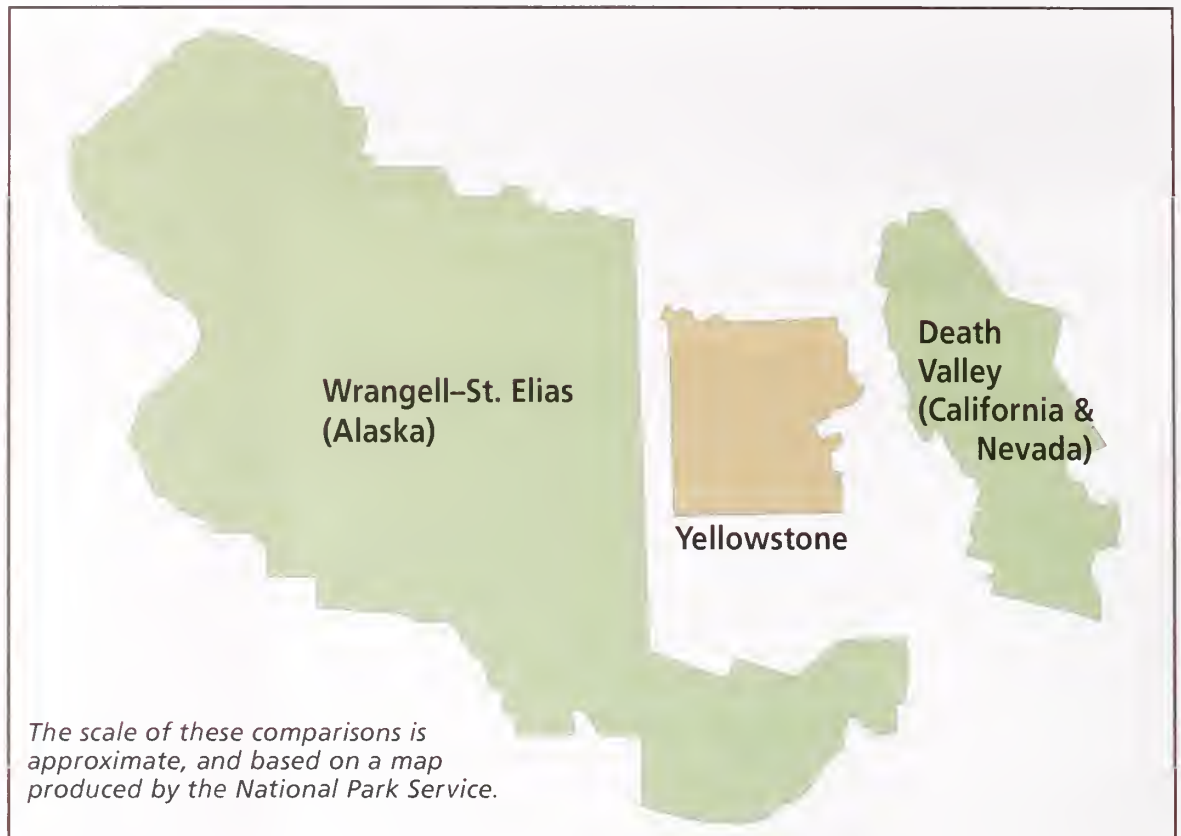 Wrangell–St. Elias
(Alaska)
Yellowstone
Death
Valley
(California &
Nevada)
The scale of these comparisons is
approximate, and based on a map
produced by the National Park Service.